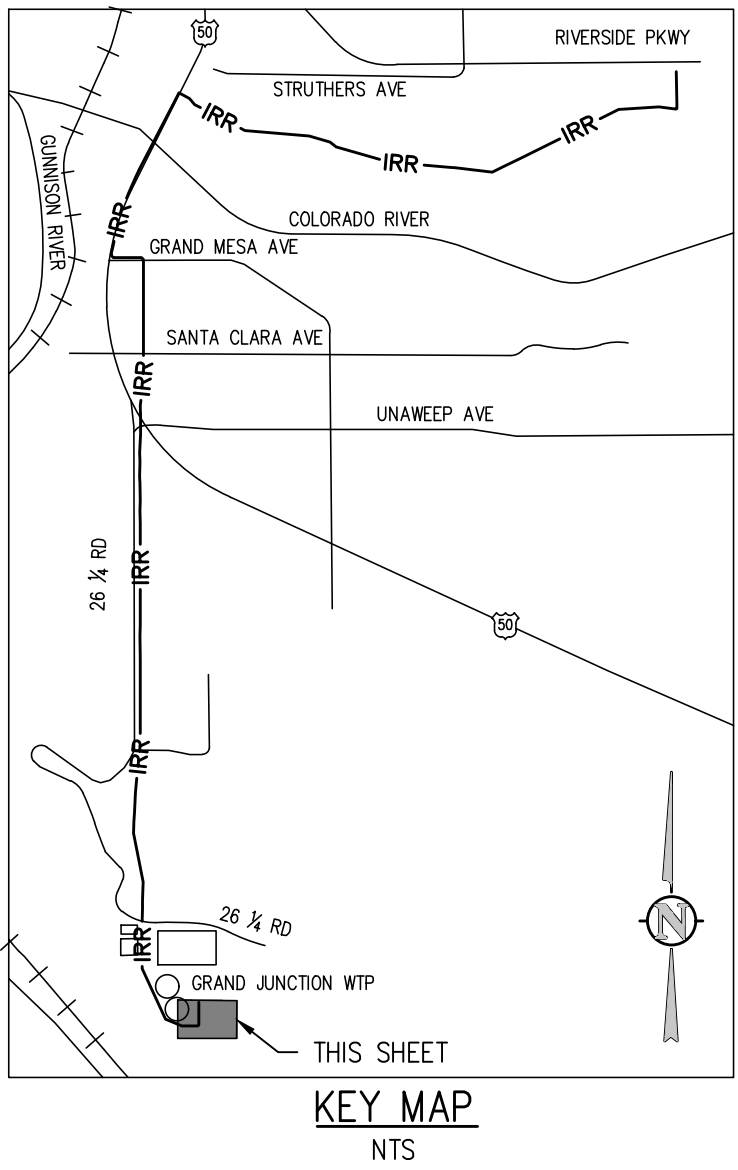 50
RIVERSIDE PKWY
STRUTHERS AVE
IRR
IRR
IRR
GUNNISON RIVER
IRR
COLORADO RIVER
GRAND MESA AVE
SANTA CLARA AVE
IRR
UNAWEEP AVE
26 ¼ RD
IRR
50
IRR
26 ¼ RD
N
IRR
GRAND JUNCTION WTP
THIS SHEET
KEY MAP
NTS